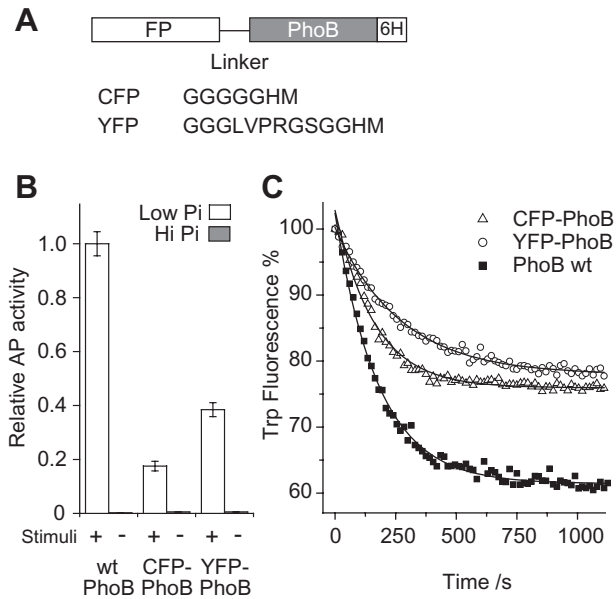 A
FP PhoB 6H
Linker
CFP GGGGGHM
YFP GGGLVPRGSGGHM
B
Low Pi
Hi Pi
Relative AP activity
1.0
0.8
0.6
0.4
0.2
0
Stimuli + - + - + -
wt PhoB
CFP-PhoB
YFP-PhoB
C
CFP-PhoB
YFP-PhoB
PhoB wt
Trp Fluorescence %
100
90
80
70
60
0 250 500 750 1000
Time /s